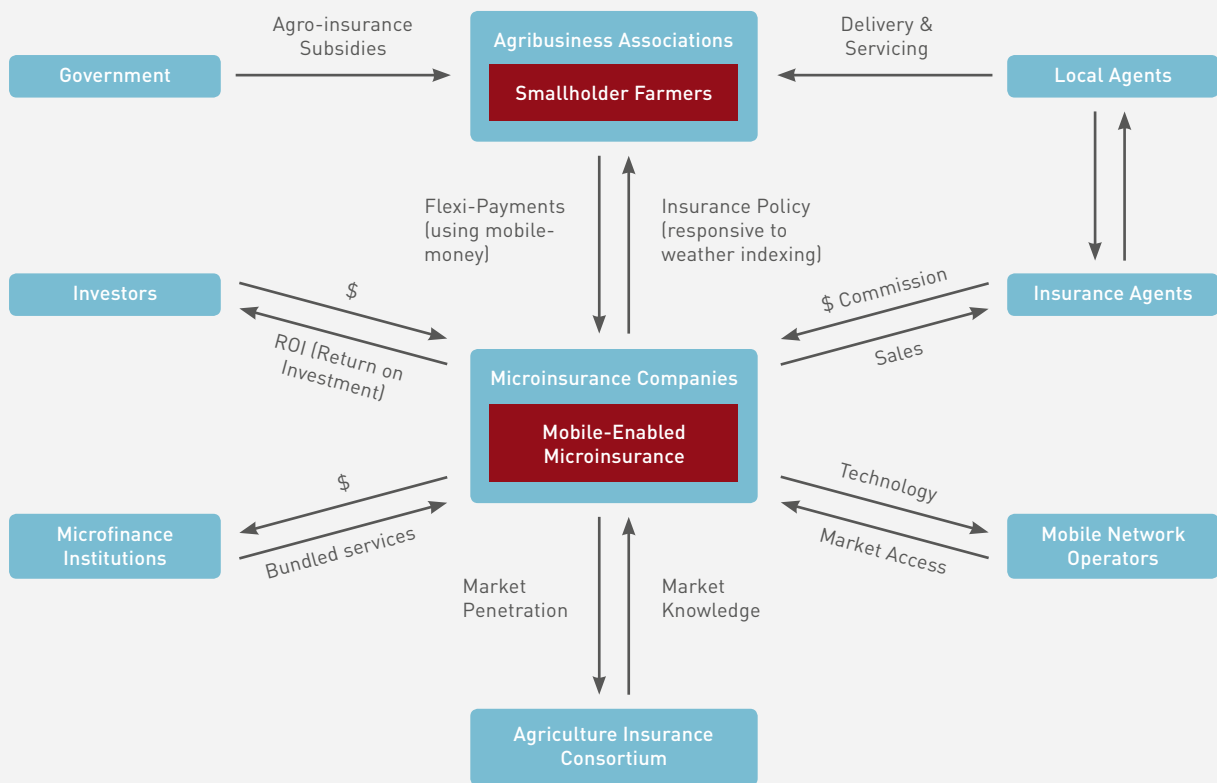 Agro-insurance
Subsidies
Agribusiness Associations
Delivery &
Servicing
Government
Smallholder Farmers
Local Agents
Flexi-Payments
(using mobile-
money)
Insurance Policy
(responsive to
weather indexing)
Investors
$
ROI (Return on
Investment)
$ Commission
Sales
Insurance Agents
Microinsurance Companies
Mobile-Enabled
Microinsurance
$
Bundled services
Microfinance
Institutions
Technology
Market Access
Mobile Network
Operators
Market
Penetration
Market
Knowledge
Agriculture Insurance
Consortium